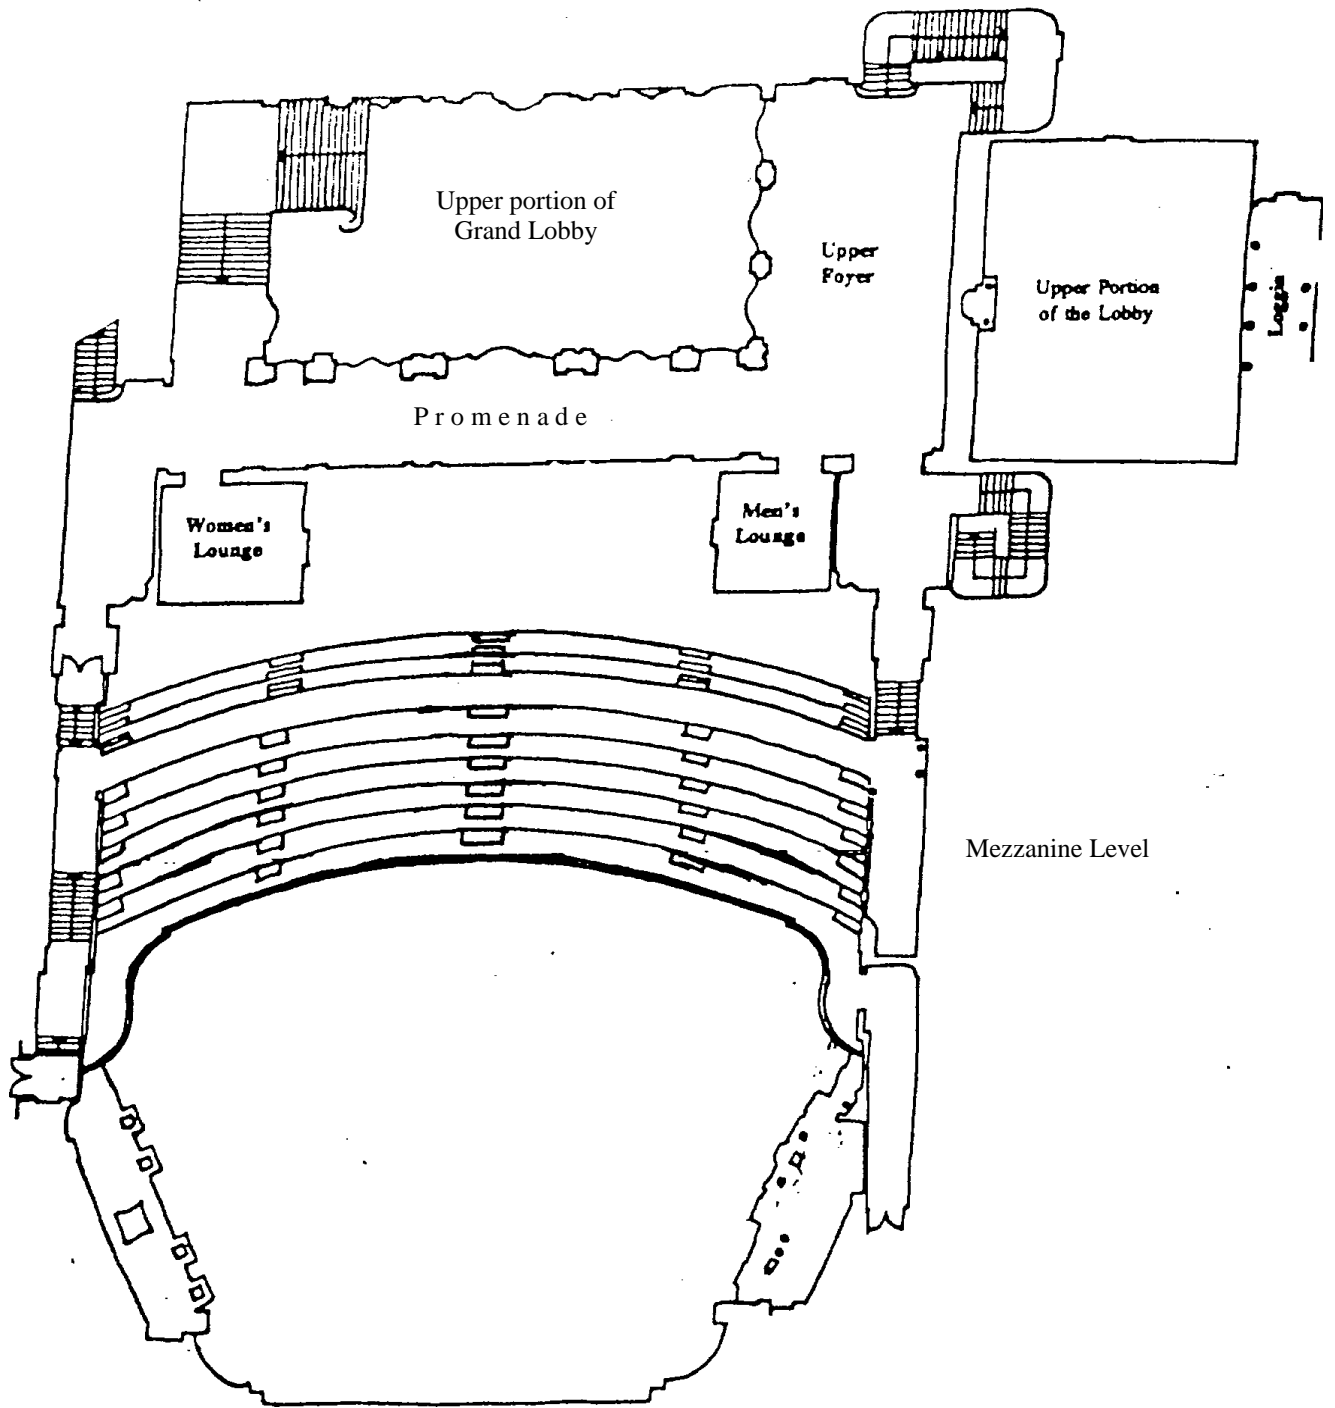 Upper portion of
Grand Lobby
Upper
Foyer
Upper Portion
of the Lobby
Loggia
Promenade
Women's
Lounge
Men's
Lounge
Mezzanine Level